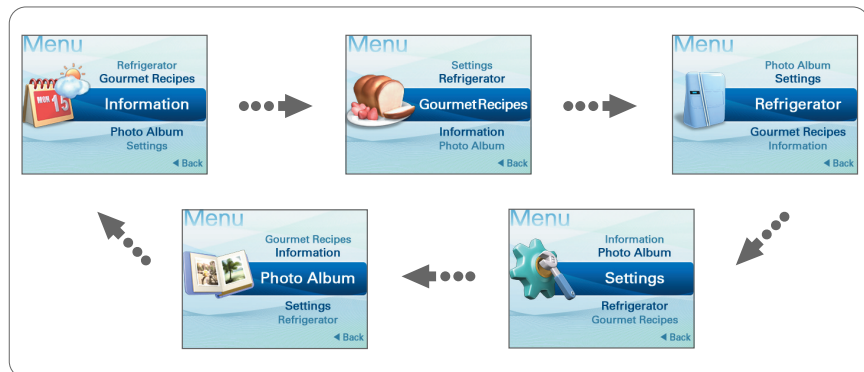 Menu
Refrigerator
Gourmet Recipes
MON 15
Information
Photo Album
Settings
◀ Back
Menu
Settings
Refrigerator
Gourmet Recipes
Information
Photo Album
◀ Back
Menu
Photo Album
Settings
Refrigerator
Gourmet Recipes
Information
◀ Back
Menu
Gourmet Recipes
Information
Photo Album
Settings
Refrigerator
◀ Back
Menu
Information
Photo Album
Settings
Refrigerator
Gourmet Recipes
◀ Back